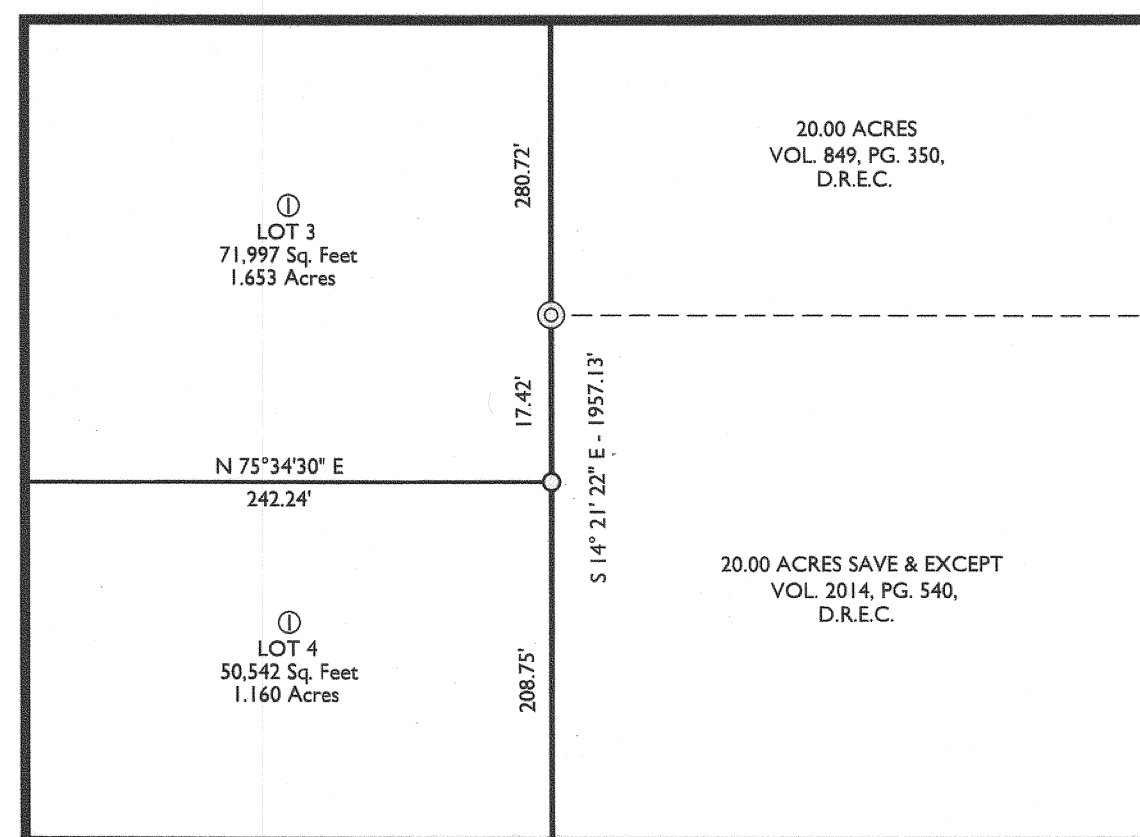 20.00 ACRES
VOL. 849, PG. 350,
D.R.E.C.
280.72'
1
LOT 3
71,997 Sq. Feet
1.653 Acres
17.42'
S 14° 21' 22" E - 1957.13'
N 75°34'30" E
242.24'
20.00 ACRES SAVE & EXCEPT
VOL. 2014, PG. 540,
D.R.E.C.
1
LOT 4
50,542 Sq. Feet
1.160 Acres
208.75'